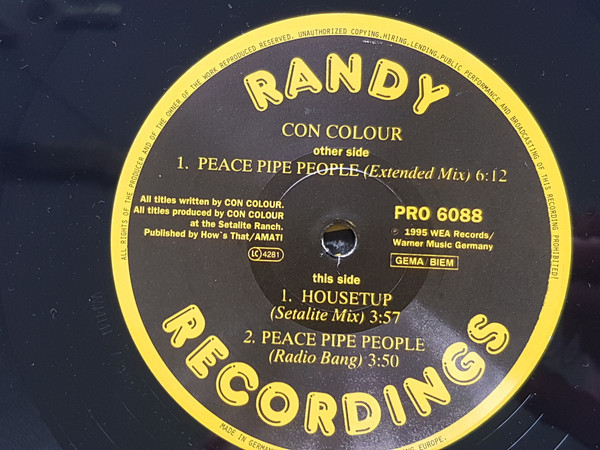 ALL RIGHTS OF THE PRODUCER AND OF THE OWNER OF THE WORK REPRODUCED RESERVED. UNAUTHORIZED COPYING, HIRING, LENDING, PUBLIC PERFORMANCE AND BROADCASTING OF THIS RECORDING PROHIBITED!
RANDY
CON COLOUR
other side
1. PEACE PIPE PEOPLE (Extended Mix) 6:12
All titles written by CON COLOUR.
All titles produced by CON COLOUR
at the Setalite Ranch.
Published by How`s That/AMATI
LC 4281
PRO 6088
℗ 1995 WEA Records/
Warner Music Germany
GEMA/BIEM
this side
1. HOUSETUP
(Setalite Mix) 3:57
2. PEACE PIPE PEOPLE
(Radio Bang) 3:50
RECORDINGS
MADE IN GERMANY
EUROPE.